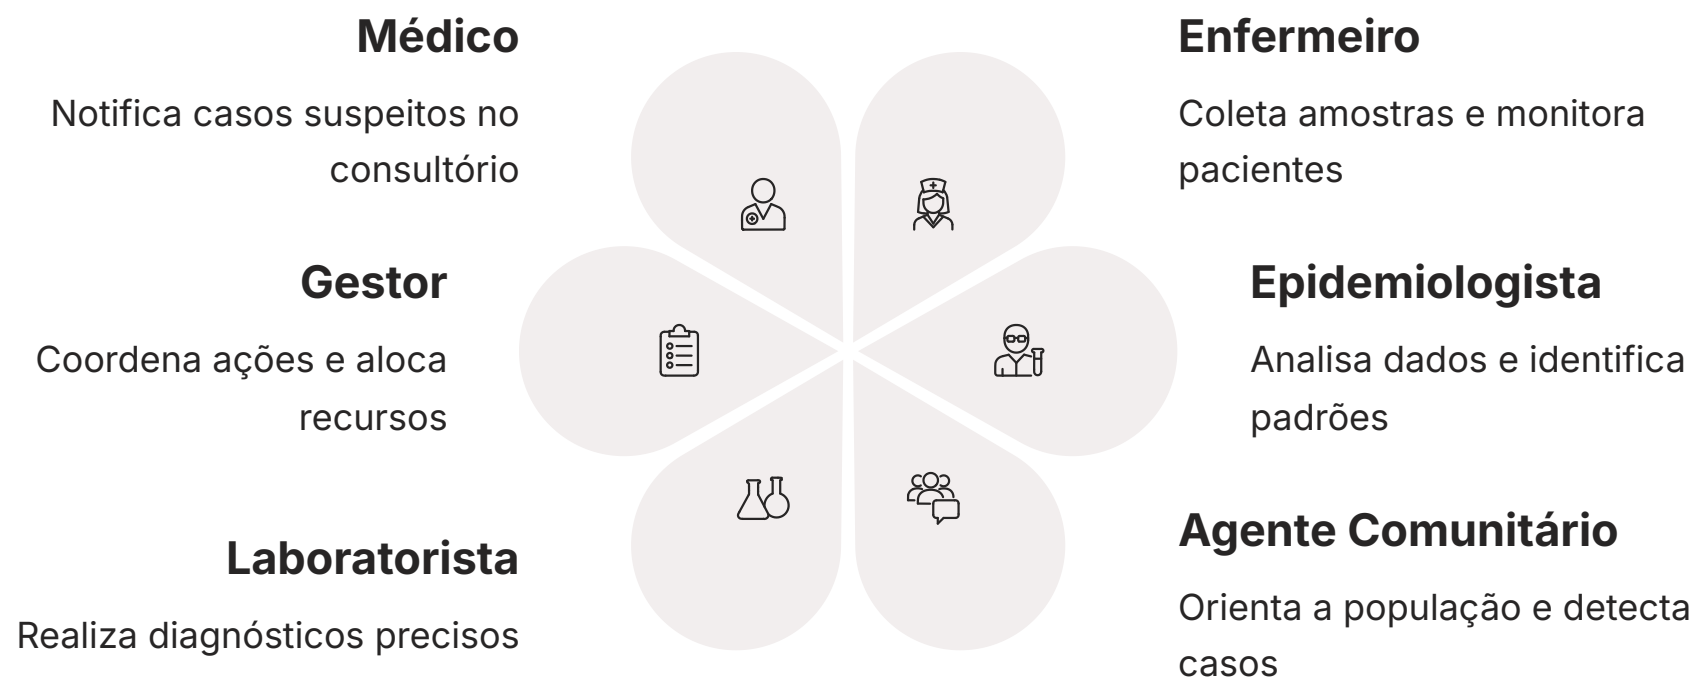 Médico
Notifica casos suspeitos no
consultório
Enfermeiro
Coleta amostras e monitora
pacientes
Gestor
Coordena ações e aloca
recursos
Epidemiologista
Analisa dados e identifica
padrões
Laboratorista
Realiza diagnósticos precisos
Agente Comunitário
Orienta a população e detecta
casos